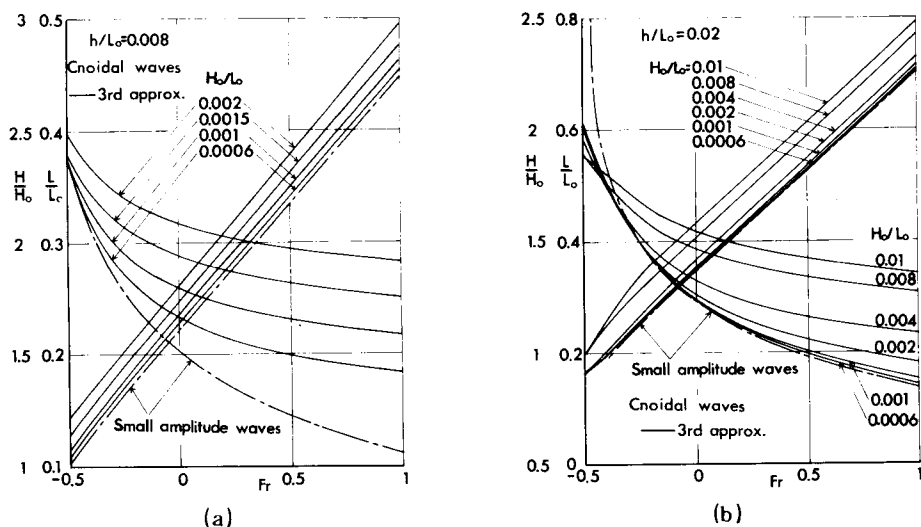 3 0.5
h/L₀=0.008
Cnoidal waves
3rd approx.
H₀/L₀
0.002
0.0015
0.001
0.0006
2.5 0.4
H/H₀ L/L₀
2 0.3
1.5 0.2
Small amplitude waves
1 0.1
-0.5 0 Fr 0.5 1
(a)
2.5 0.8
h/L₀=0.02
H₀/L₀=0.01
0.008
0.004
0.002
0.001
0.0006
2 0.6
H/H₀ L/L₀
1.5 0.4
H₀/L₀
0.01
0.008
0.004
0.002
1 0.2
Small amplitude waves
0.001
0.0006
Cnoidal waves
3rd approx.
0.5 0
-0.5 0 Fr 0.5 1
(b)